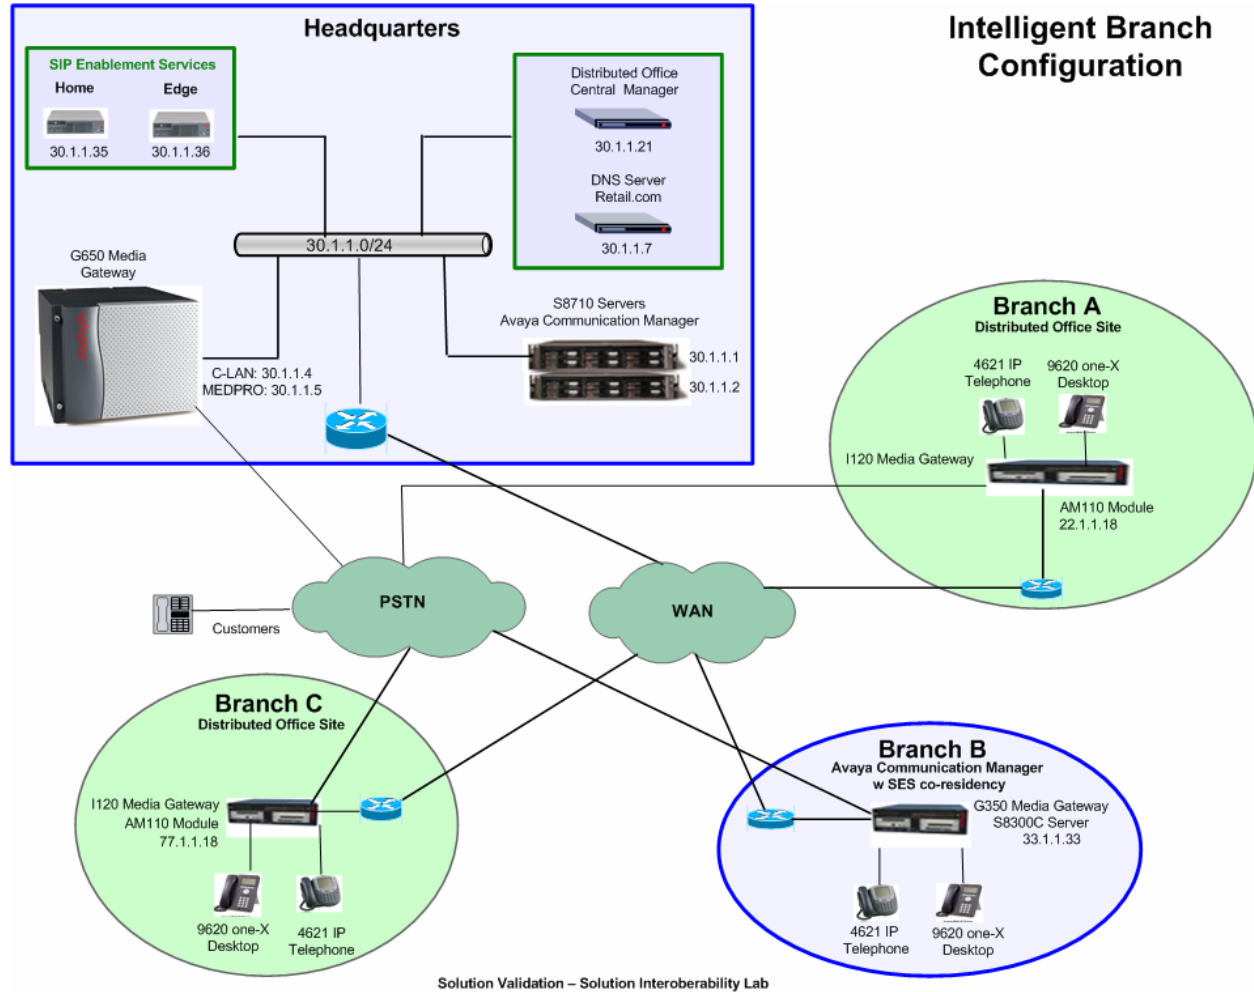 Intelligent Branch
Configuration
Headquarters
SIP Enablement Services
Home
Edge
30.1.1.35
30.1.1.36
Distributed Office
Central Manager
30.1.1.21
DNS Server
Retail.com
30.1.1.7
30.1.1.0/24
G650 Media
Gateway
AVAYA
C-LAN: 30.1.1.4
MEDPRO: 30.1.1.5
S8710 Servers
Avaya Communication Manager
30.1.1.1
30.1.1.2
Branch A
Distributed Office Site
4621 IP
Telephone
9620 one-X
Desktop
I120 Media Gateway
AM110 Module
22.1.1.18
PSTN
WAN
Customers
Branch C
Distributed Office Site
I120 Media Gateway
AM110 Module
77.1.1.18
9620 one-X
Desktop
4621 IP
Telephone
Branch B
Avaya Communication Manager
w SES co-residency
G350 Media Gateway
S8300C Server
33.1.1.33
4621 IP
Telephone
9620 one-X
Desktop
Solution Validation – Solution Interoberability Lab